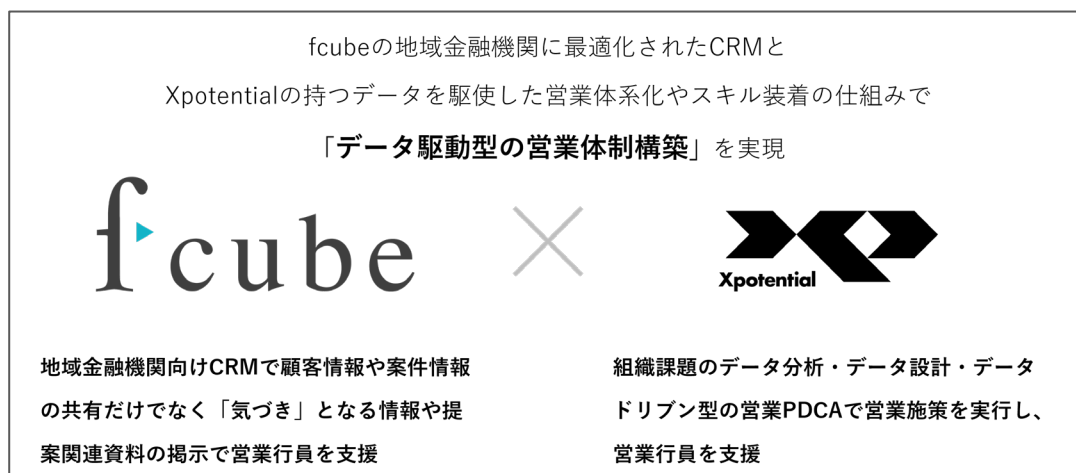 fcubeの地域金融機関に最適化されたCRMと
Xpotentialの持つデータを駆使した営業体系化やスキル装着の仕組みで
「データ駆動型の営業体制構築」を実現
fcube
XP
Xpotential
地域金融機関向けCRMで顧客情報や案件情報
の共有だけでなく「気づき」となる情報や提
案関連資料の掲示で営業行員を支援
組織課題のデータ分析・データ設計・データ
ドリブン型の営業PDCAで営業施策を実行し、
営業行員を支援